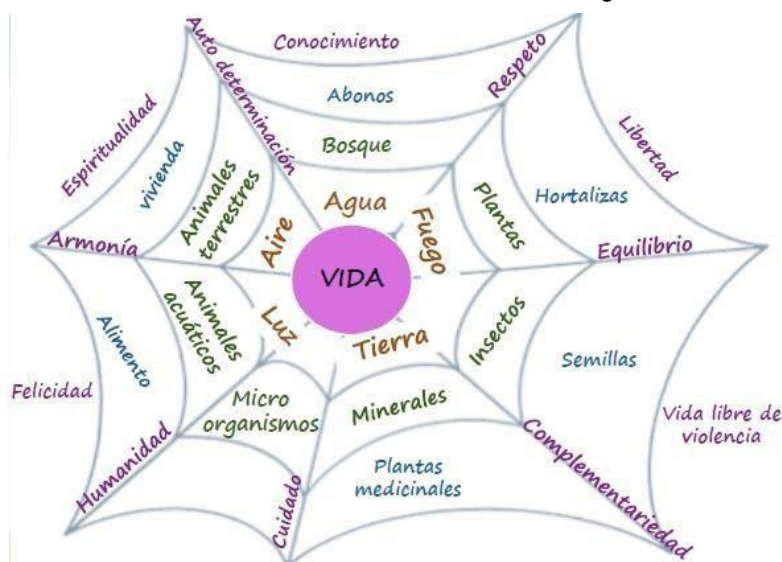 Conocimiento
Auto determinación
Respeto
Abonos
Espiritualidad
Libertad
Bosque
vivienda
Animales
terrestres
Plantas
Hortalizas
Agua
Aire
Fuego
Armonía
Equilibrio
VIDA
Animales
acuáticos
Luz
Tierra
Insectos
Alimento
Semillas
Felicidad
Micro
organismos
Minerales
Vida libre de
violencia
Humanidad
Cuidado
Plantas
medicinales
Complementariedad